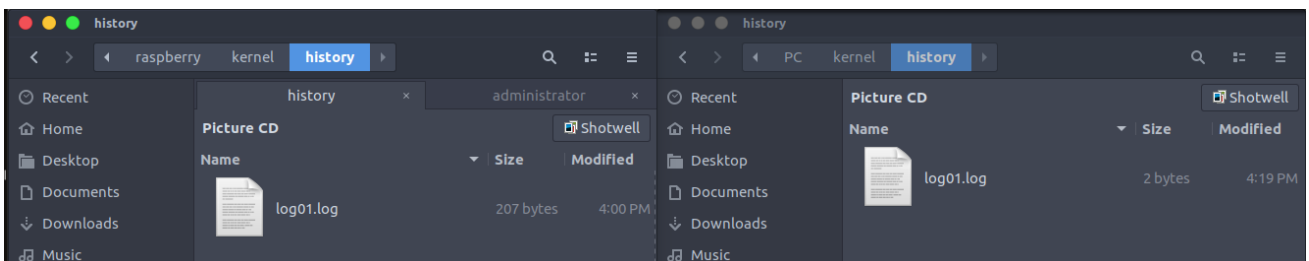 history
raspberry kernel history
Recent
Home
Desktop
Documents
Downloads
Music
history × administrator ×
Picture CD Shotwell
Name Size Modified
log01.log 207 bytes 4:00 PM
history
PC kernel history
Recent
Home
Desktop
Documents
Downloads
Music
Picture CD Shotwell
Name Size Modified
log01.log 2 bytes 4:19 PM